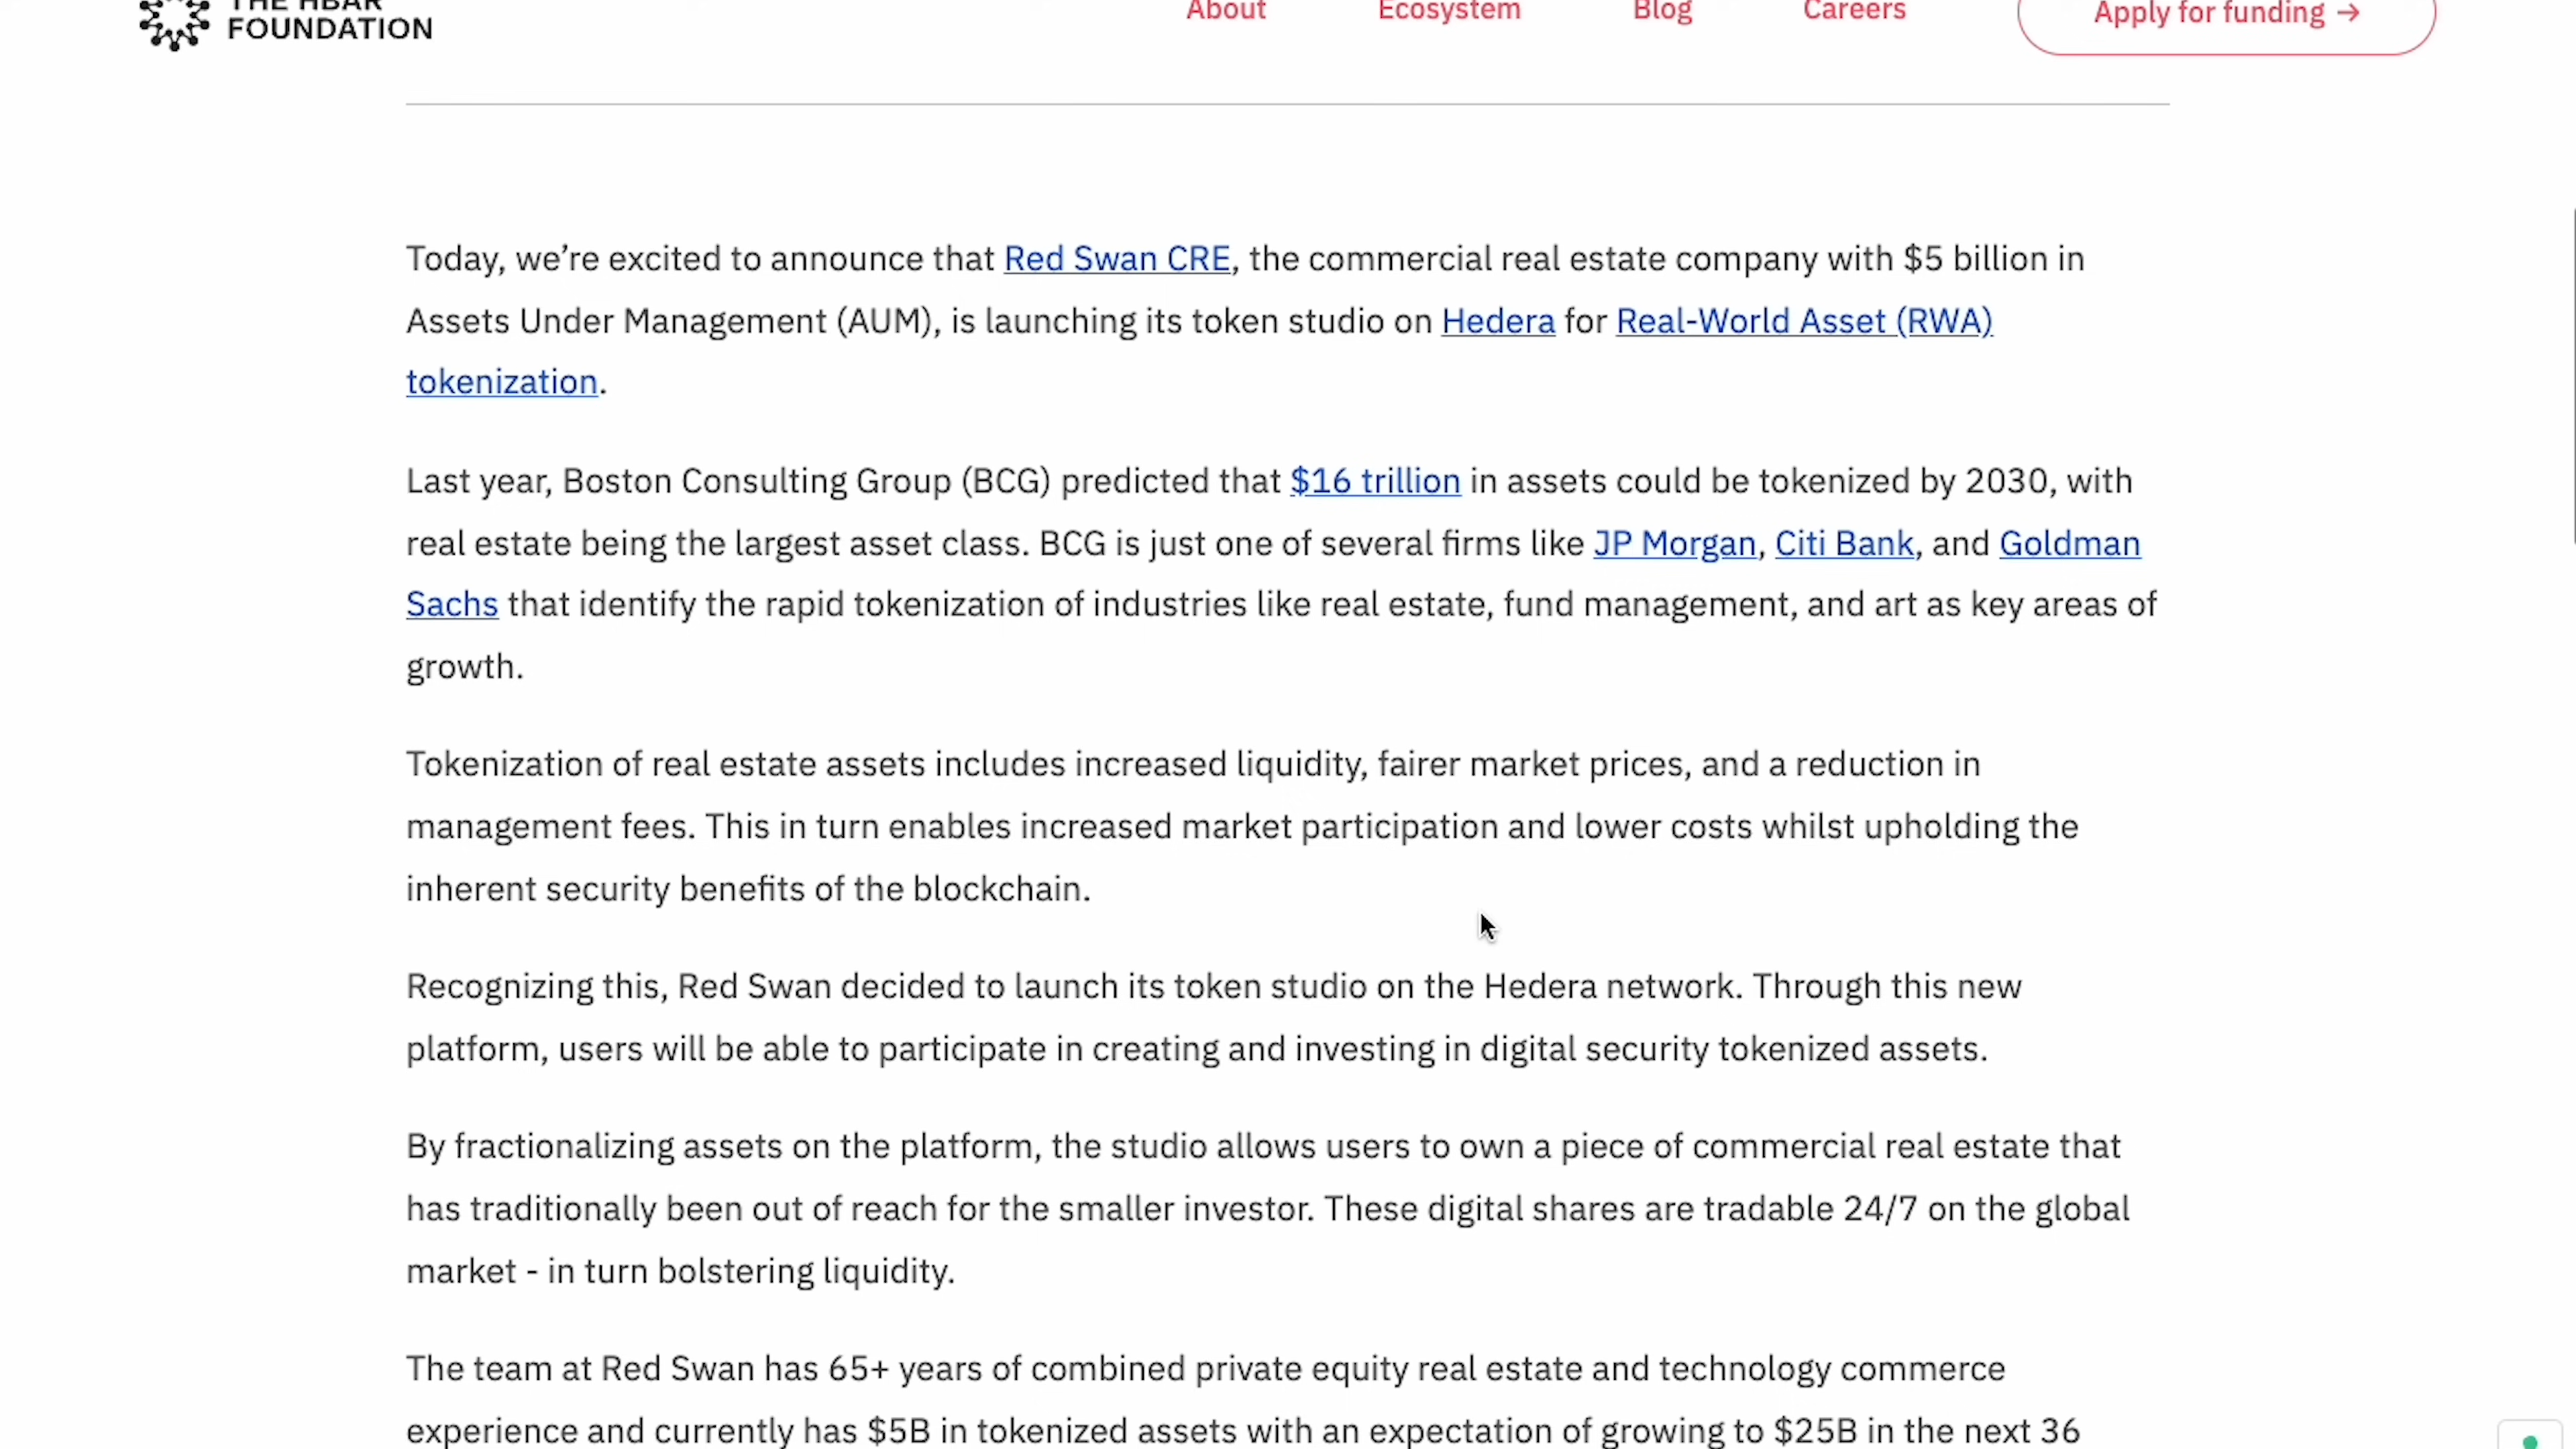 THE HBAR
FOUNDATION
About
Ecosystem
Blog
Careers
Apply for funding →
Today, we’re excited to announce that Red Swan CRE, the commercial real estate company with $5 billion in
Assets Under Management (AUM), is launching its token studio on Hedera for Real-World Asset (RWA)
tokenization.
Last year, Boston Consulting Group (BCG) predicted that $16 trillion in assets could be tokenized by 2030, with
real estate being the largest asset class. BCG is just one of several firms like JP Morgan, Citi Bank, and Goldman
Sachs that identify the rapid tokenization of industries like real estate, fund management, and art as key areas of
growth.
Tokenization of real estate assets includes increased liquidity, fairer market prices, and a reduction in
management fees. This in turn enables increased market participation and lower costs whilst upholding the
inherent security benefits of the blockchain.
Recognizing this, Red Swan decided to launch its token studio on the Hedera network. Through this new
platform, users will be able to participate in creating and investing in digital security tokenized assets.
By fractionalizing assets on the platform, the studio allows users to own a piece of commercial real estate that
has traditionally been out of reach for the smaller investor. These digital shares are tradable 24/7 on the global
market - in turn bolstering liquidity.
The team at Red Swan has 65+ years of combined private equity real estate and technology commerce
experience and currently has $5B in tokenized assets with an expectation of growing to $25B in the next 36